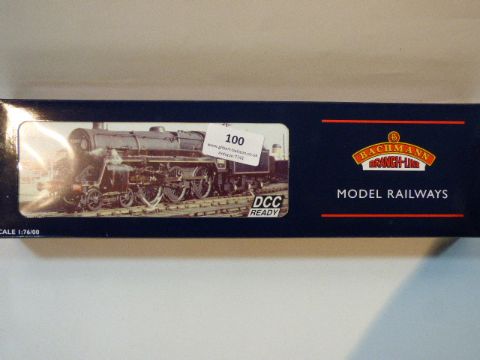 100
B
BACHMANN
BRANCH-LINE
MODEL RAILWAYS
DCC
READY
SCALE 1:76/00